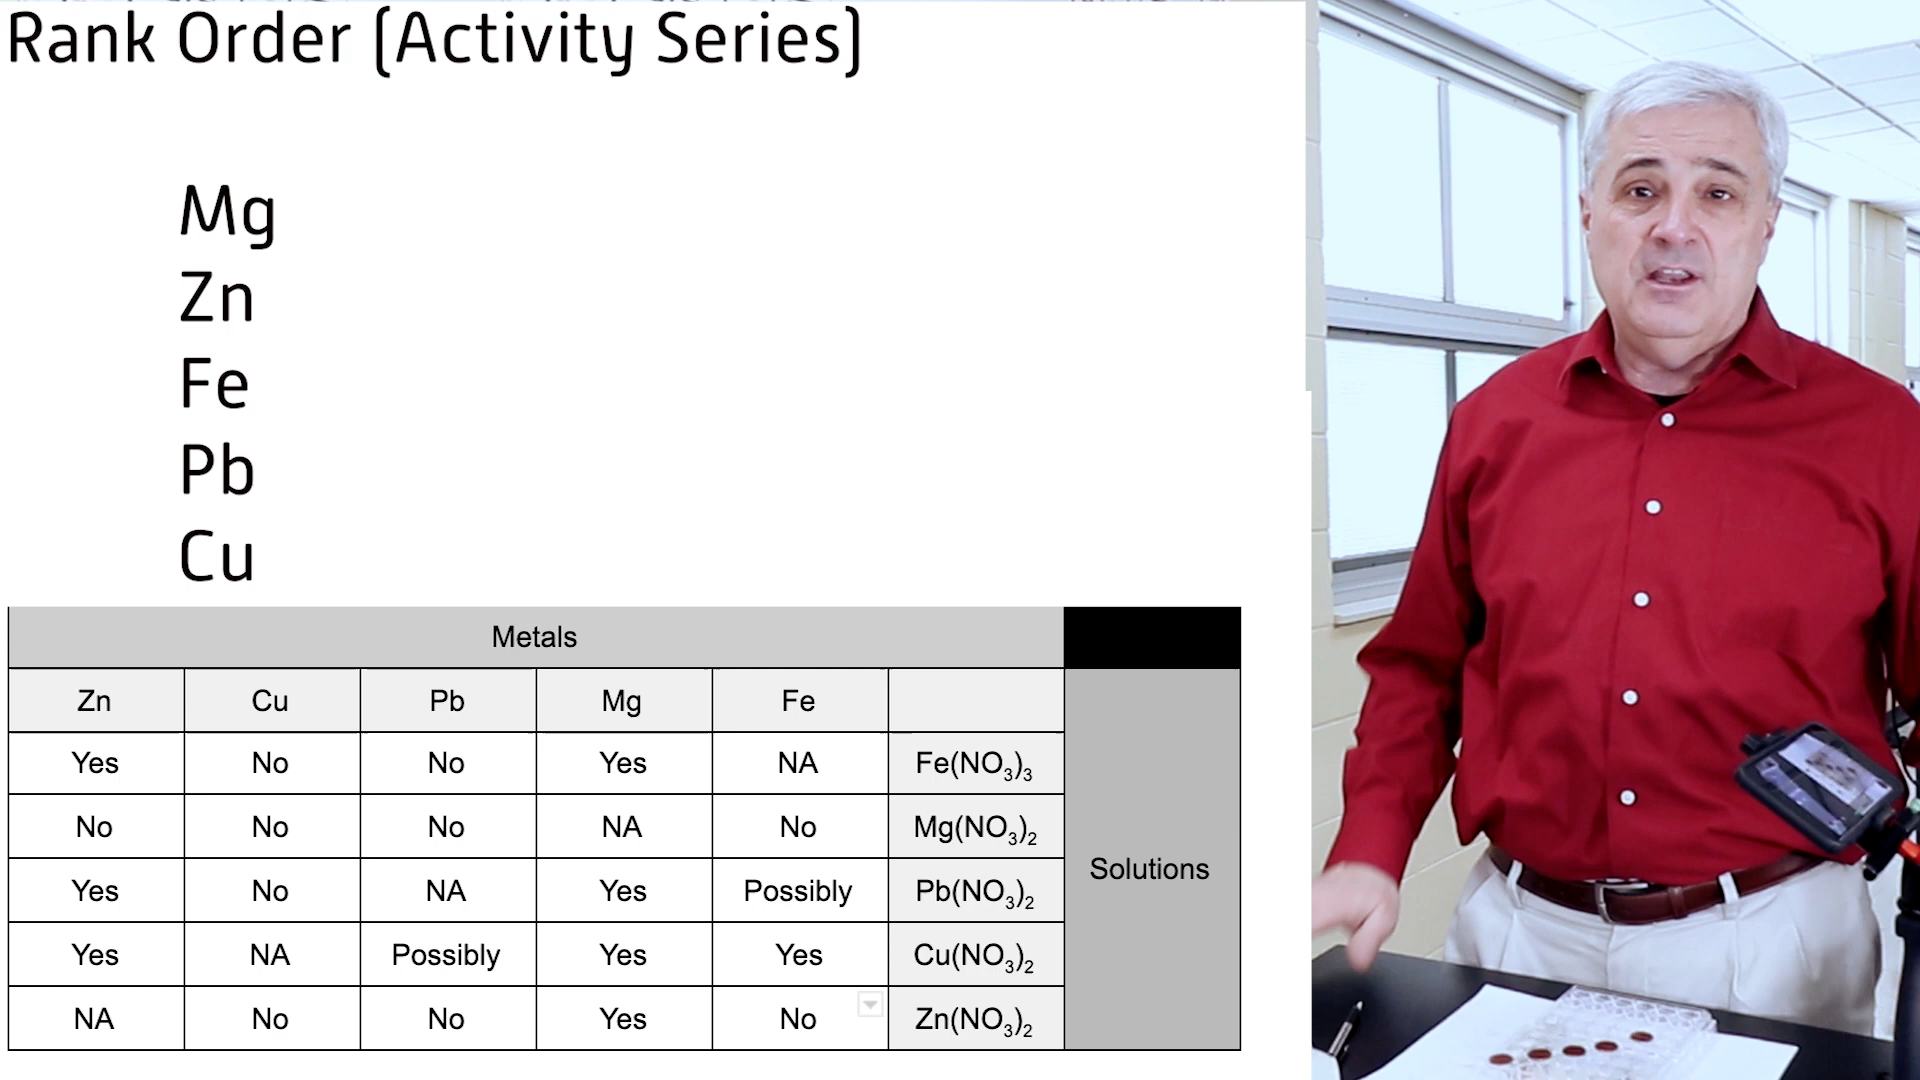 Rank Order (Activity Series)
Mg
Zn
Fe
Pb
Cu
Metals
Zn Cu Pb Mg Fe
Yes No No Yes NA Fe(NO₃)₃
No No No NA No Mg(NO₃)₂
Yes No NA Yes Possibly Pb(NO₃)₂
Yes NA Possibly Yes Yes Cu(NO₃)₂
NA No No Yes No Zn(NO₃)₂
Solutions